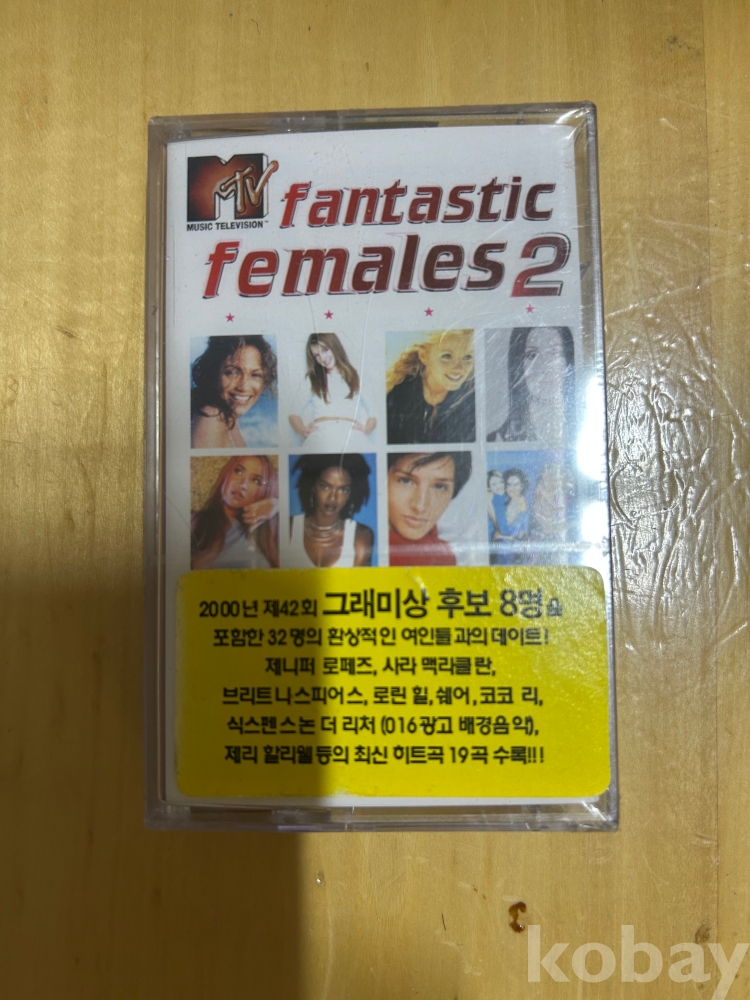 MTV
MUSIC TELEVISION™
fantastic
females 2
2000년 제42회 그래미상 후보 8명을
포함한 32명의 환상적인 여인들과의 데이트!
제니퍼 로페즈, 사라 맥라클란,
브리트니스피어스, 로린 힐, 쉐어, 코코 리,
식스펜스 논 더 리처 (016광고 배경음악),
제리 할리웰 등의 최신 히트곡 19곡 수록!!!
kobay